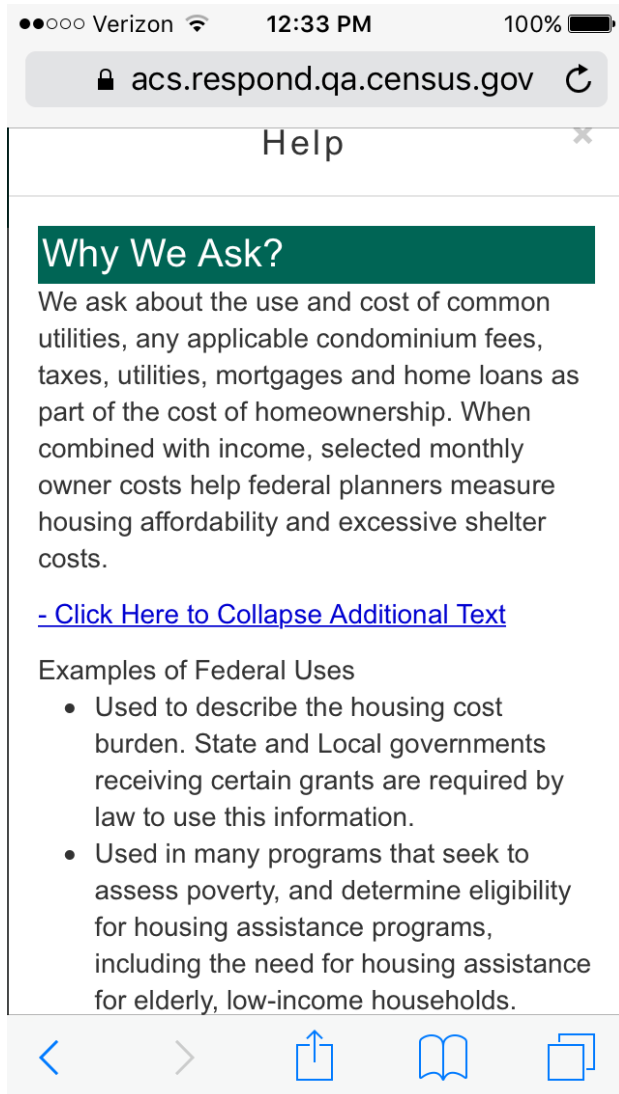 Verizon 12:33 PM 100%
acs.respond.qa.census.gov
Help ×
Why We Ask?
We ask about the use and cost of common
utilities, any applicable condominium fees,
taxes, utilities, mortgages and home loans as
part of the cost of homeownership. When
combined with income, selected monthly
owner costs help federal planners measure
housing affordability and excessive shelter
costs.
- Click Here to Collapse Additional Text
Examples of Federal Uses
• Used to describe the housing cost
burden. State and Local governments
receiving certain grants are required by
law to use this information.
• Used in many programs that seek to
assess poverty, and determine eligibility
for housing assistance programs,
including the need for housing assistance
for elderly, low-income households.